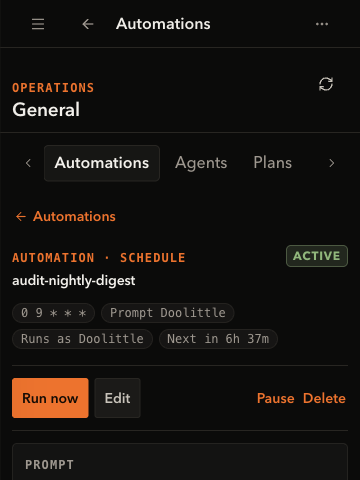 Automations
OPERATIONS
General
Automations Agents Plans
← Automations
AUTOMATION · SCHEDULE ACTIVE
audit-nightly-digest
0 9 * * * Prompt Doolittle
Runs as Doolittle Next in 6h 37m
Run now Edit Pause Delete
PROMPT